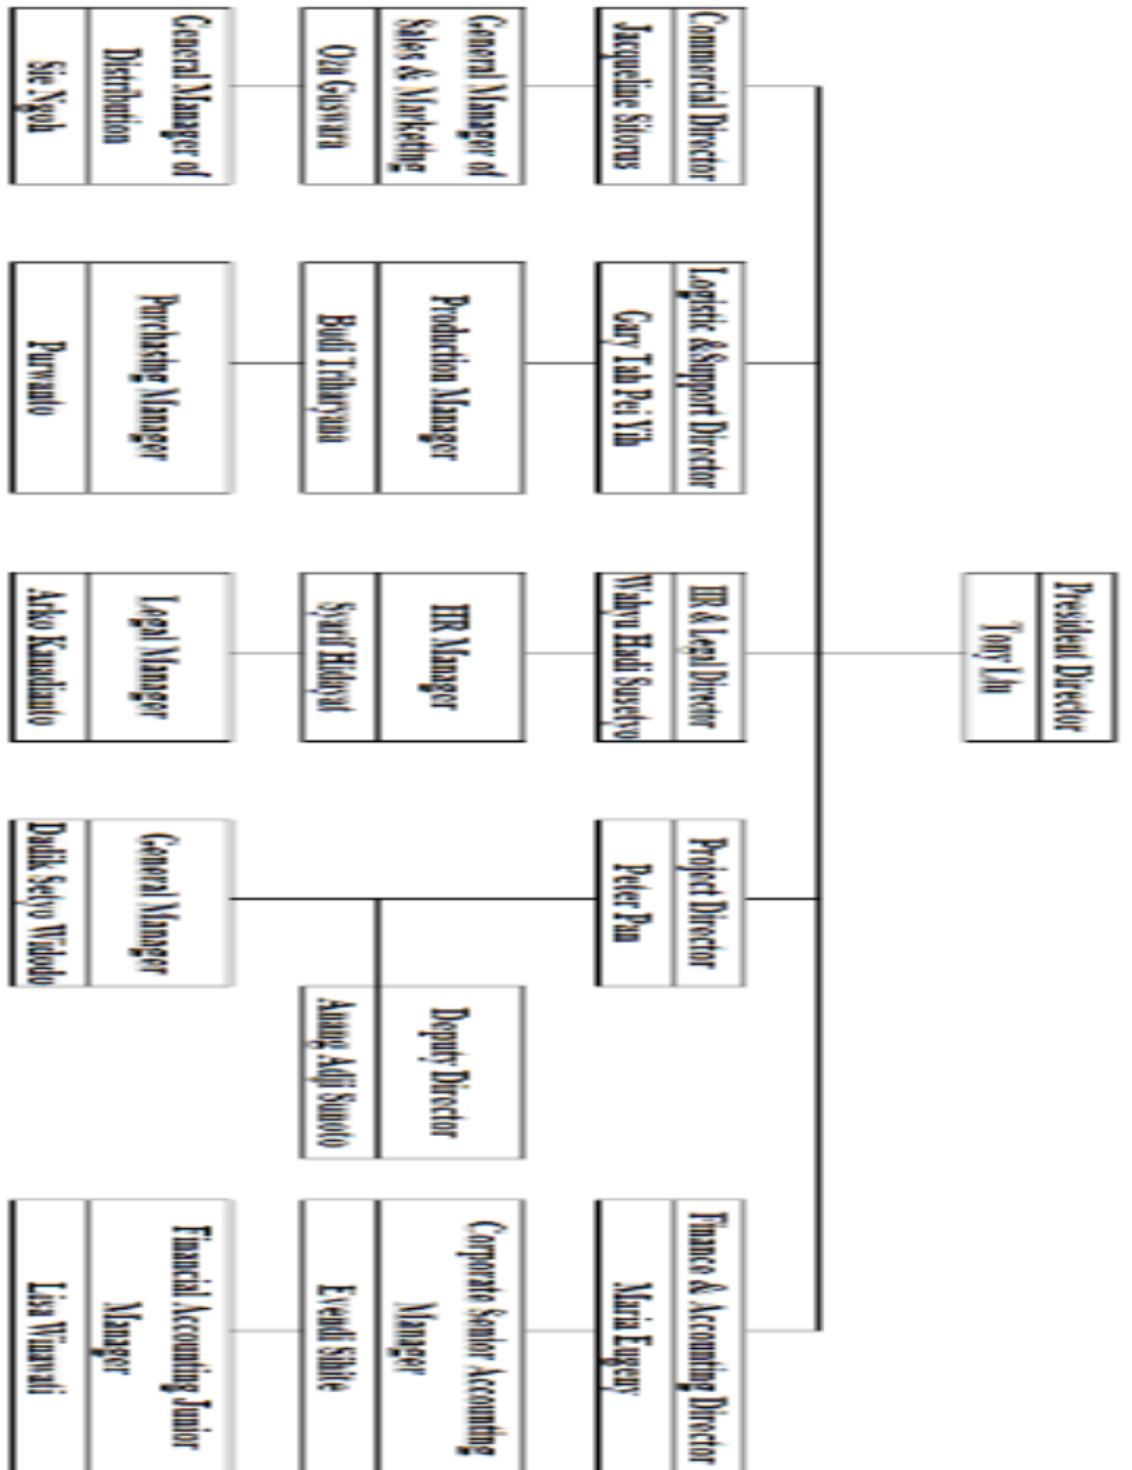 President Director
Tony Liu
Commercial Director
Jacqueline Sitorus
Logistic &Support Director
Gary Tah Pei Yih
HR & Legal Director
Wahyu Hadi Susetyo
Project Director
Peter Pan
Finance & Accounting Director
Maria Eugeny
General Manager of
Sales & Marketing
Oza Guswara
Production Manager
Budi Triharyana
HR Manager
Syarif Hidayat
Deputy Director
Anang Adji Sunoto
Corporate Senior Accounting
Manager
Evendi Sihite
General Manager of
Distribution
Sie Ngoh
Purchasing Manager
Purwanto
Legal Manager
Arko Kanadianto
General Manager
Dadik Setyo Widodo
Financial Accounting Junior
Manager
Lisa Winawati